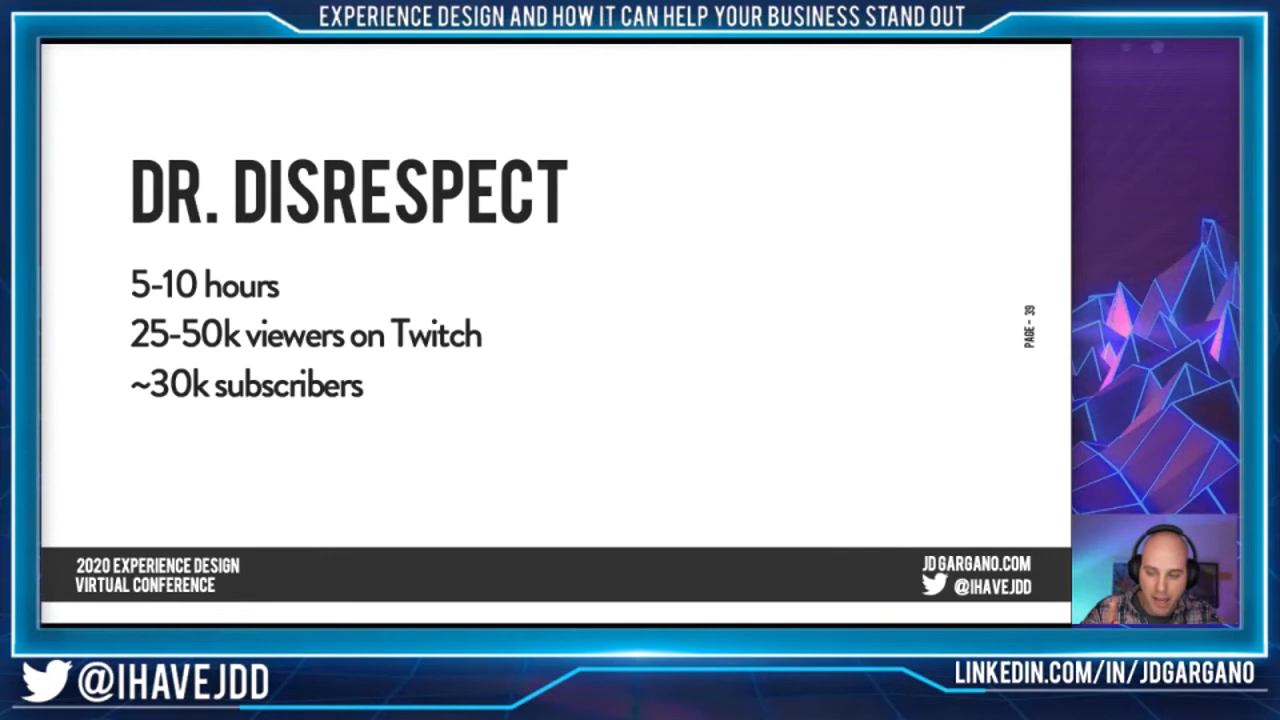 EXPERIENCE DESIGN AND HOW IT CAN HELP YOUR BUSINESS STAND OUT
DR. DISRESPECT
5-10 hours
25-50k viewers on Twitch
~30k subscribers
PAGE - 39
2020 EXPERIENCE DESIGN
VIRTUAL CONFERENCE
JDGARGANO.COM
@IHAVEJDD
@IHAVEJDD
LINKEDIN.COM/IN/JDGARGANO